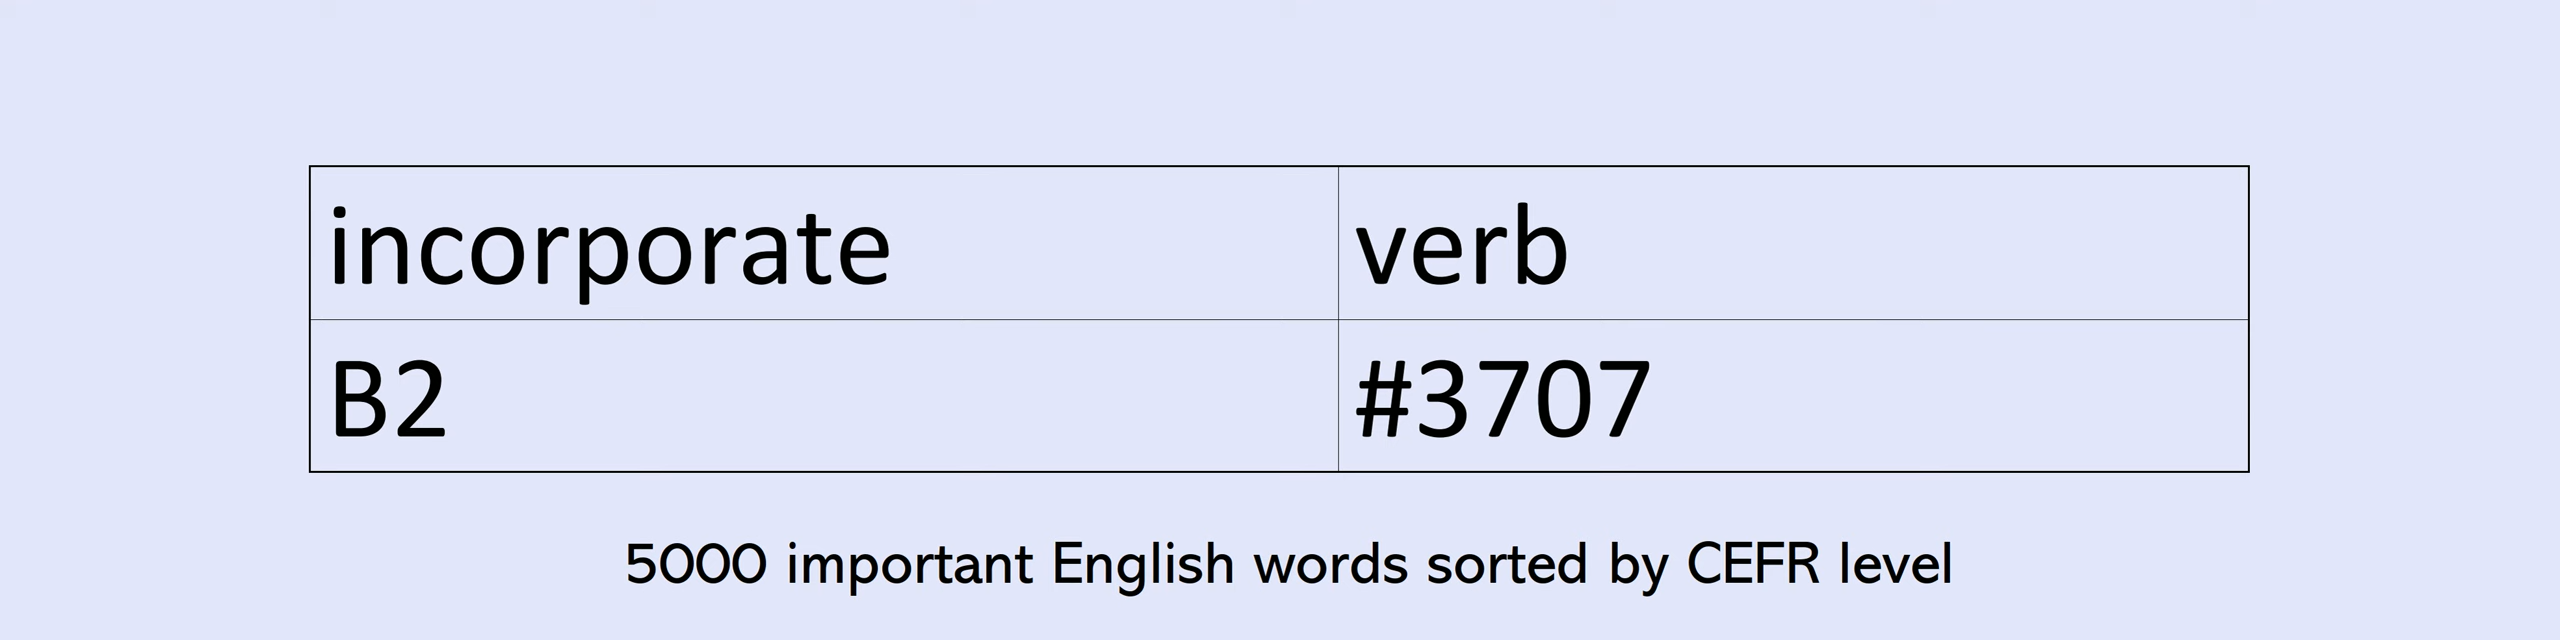 incorporate verb
B2 #3707
5000 important English words sorted by CEFR level